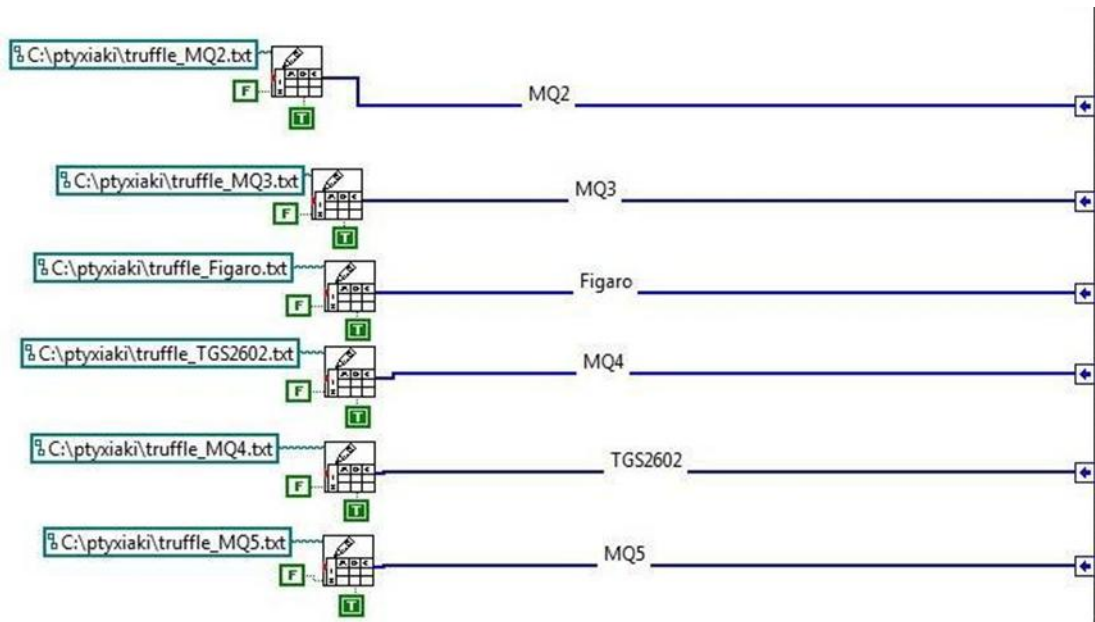 C:\ptyxiaki\truffle_MQ2.txt
F
T
MQ2
C:\ptyxiaki\truffle_MQ3.txt
F
T
MQ3
C:\ptyxiaki\truffle_Figaro.txt
F
T
Figaro
C:\ptyxiaki\truffle_TGS2602.txt
F
T
MQ4
C:\ptyxiaki\truffle_MQ4.txt
F
T
TGS2602
C:\ptyxiaki\truffle_MQ5.txt
F
T
MQ5